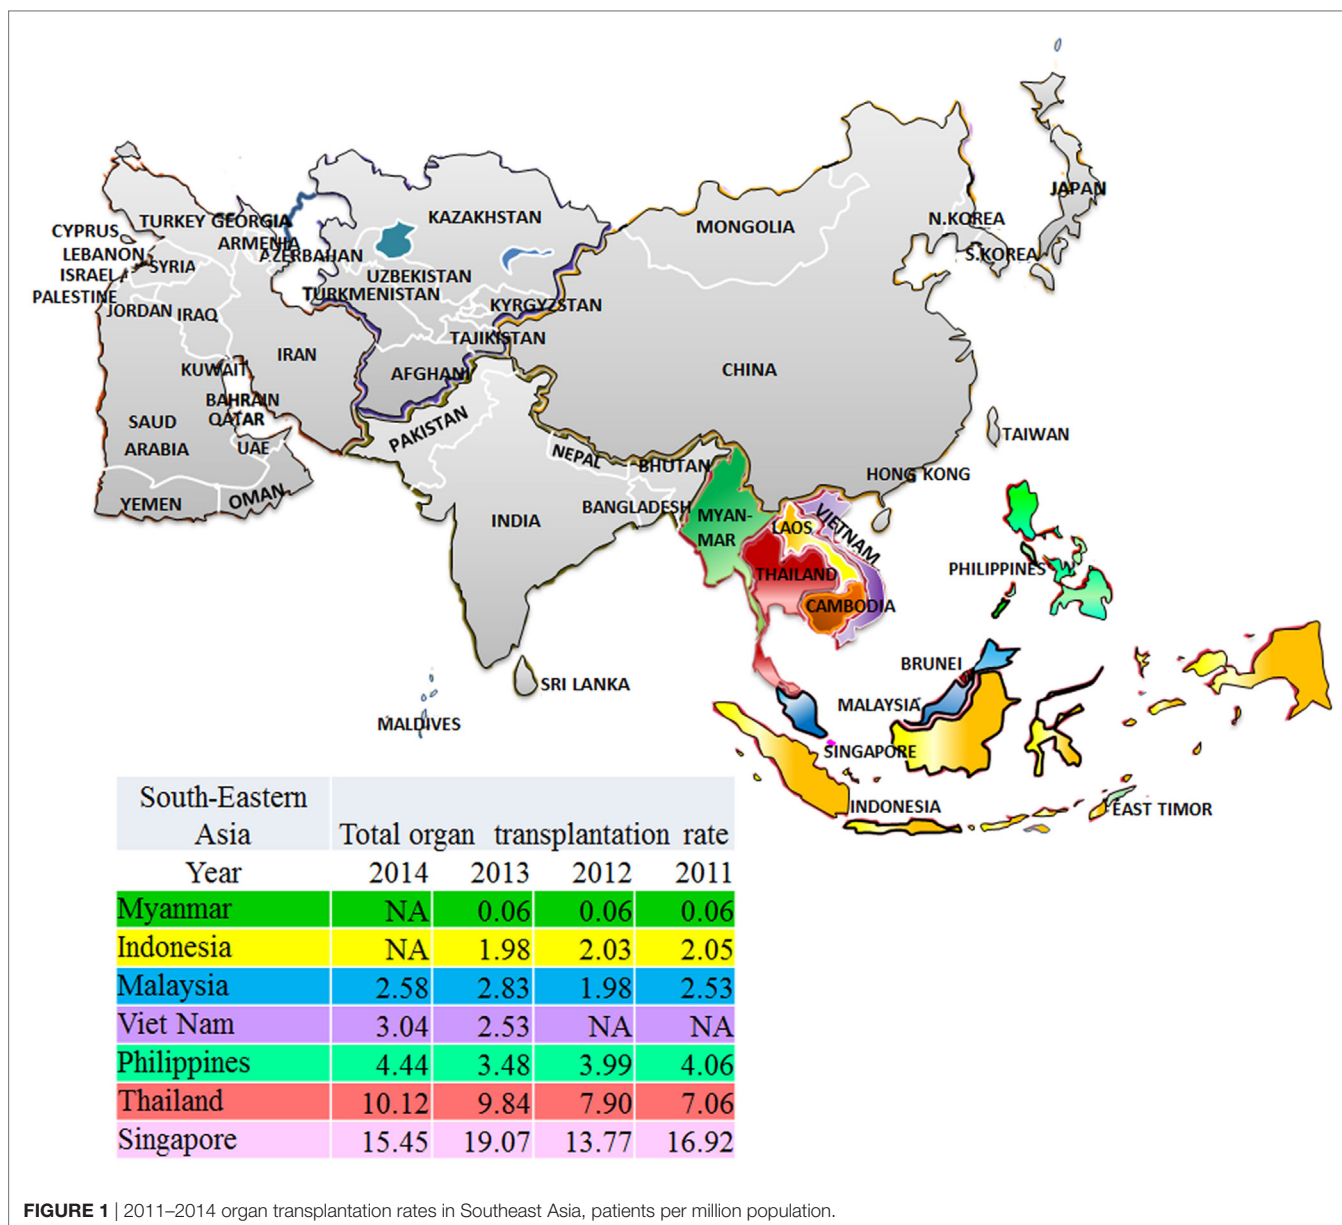 JAPAN
TURKEY
GEORGIA
KAZAKHSTAN
MONGOLIA
N.KOREA
CYPRUS
ARMENIA
LEBANON
AZERBAIJAN
S.KOREA
SYRIA
ISRAEL
UZBEKISTAN
PALESTINE
TURKMENISTAN
JORDAN
IRAQ
KYRGYZSTAN
TAJIKISTAN
IRAN
KUWAIT
AFGHANI
CHINA
BAHRAIN
QATAR
SAUD
ARABIA
PAKISTAN
UAE
TAIWAN
NEPAL
BHUTAN
HONG KONG
YEMEN
OMAN
BANGLADESH
INDIA
MYAN-
MAR
LAOS
VIETNAM
THAILAND
PHILIPPINES
CAMBODIA
BRUNEI
SRI LANKA
MALAYSIA
MALDIVES
SINGAPORE
INDONESIA
EAST TIMOR
South-Eastern
Asia Total organ transplantation rate
Year 2014 2013 2012 2011
Myanmar NA 0.06 0.06 0.06
Indonesia NA 1.98 2.03 2.05
Malaysia 2.58 2.83 1.98 2.53
Viet Nam 3.04 2.53 NA NA
Philippines 4.44 3.48 3.99 4.06
Thailand 10.12 9.84 7.90 7.06
Singapore 15.45 19.07 13.77 16.92
FIGURE 1 | 2011–2014 organ transplantation rates in Southeast Asia, patients per million population.